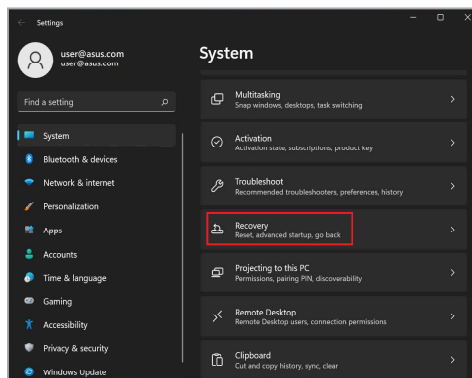 Settings
user@asus.com
user@asus.com
Find a setting
System
Bluetooth & devices
Network & internet
Personalization
Apps
Accounts
Time & language
Gaming
Accessibility
Privacy & security
Windows Update
System
Multitasking
Snap windows, desktops, task switching
Activation
Activation state, subscriptions, product key
Troubleshoot
Recommended troubleshooters, preferences, history
Recovery
Reset, advanced startup, go back
Projecting to this PC
Permissions, pairing PIN, discoverability
Remote Desktop
Remote Desktop users, connection permissions
Clipboard
Cut and copy history, sync, clear